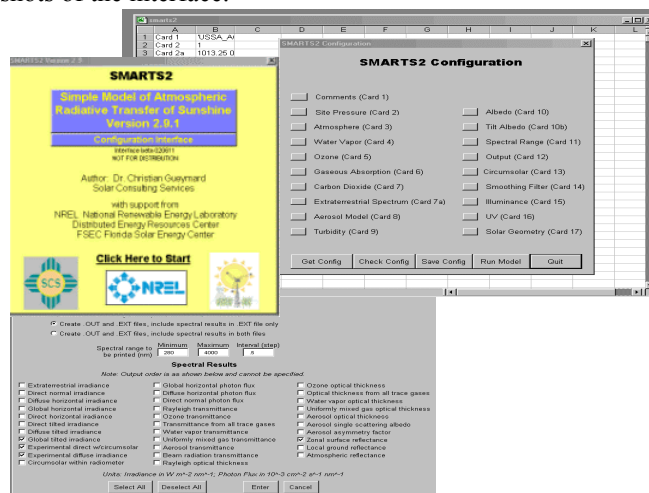 shots of the interface.
smarts2
A B C D E F G H I J K L
1 Card 1 'USSA_A
2 Card 2 1
3 Card 2a 1013.25 0
SMARTS2 Version 2.9.
SMARTS2
Simple Model of Atmospheric
Radiative Transfer of Sunshine
Version 2.9.1
Configuration Interface
NOT FOR DISTRIBUTION
Author: Dr. Christian Gueymard
Solar Consulting Services
with support from
NREL National Renewable Energy Laboratory
Distributed Energy Resources Center
FSEC Florida Solar Energy Center
Click Here to Start
SCS
NREL
SMARTS2 Configuration
SMARTS2 Configuration
Comments (Card 1)
Site Pressure (Card 2)
Atmosphere (Card 3)
Water Vapor (Card 4)
Ozone (Card 5)
Gaseous Absorption (Card 6)
Carbon Dioxide (Card 7)
Extraterrestrial Spectrum (Card 7a)
Aerosol Model (Card 8)
Turbidity (Card 9)
Albedo (Card 10)
Tilt Albedo (Card 10b)
Spectral Range (Card 11)
Output (Card 12)
Circumsolar (Card 13)
Smoothing Filter (Card 14)
Illuminance (Card 15)
UV (Card 16)
Solar Geometry (Card 17)
Get Config Check Config Save Config Run Model Quit
Create .OUT and .EXT files, include spectral results in .EXT file only
Create .OUT and .EXT files, include spectral results in both files
Minimum Maximum Interval (step)
Spectral range to
be printed (nm) 280 4000 .5
Spectral Results
Note: Output order is as shown below and cannot be specified.
Extraterrestrial irradiance
Direct normal irradiance
Diffuse horizontal irradiance
Global horizontal irradiance
Direct horizontal irradiance
Direct tilted irradiance
Diffuse tilted irradiance
Global tilted irradiance
Experimental direct w/circumsolar
Experimental diffuse irradiance
Circumsolar within radiometer
Global horizontal photon flux
Diffuse horizontal photon flux
Direct normal photon flux
Rayleigh transmittance
Ozone transmittance
Transmittance from all trace gases
Water vapor transmittance
Uniformly mixed gas transmittance
Aerosol transmittance
Beam radiation transmittance
Rayleigh optical thickness
Ozone optical thickness
Optical thickness from all trace gases
Water vapor optical thickness
Uniformly mixed gas optical thickness
Aerosol optical thickness
Aerosol single scattering albedo
Aerosol asymmetry factor
Zonal surface reflectance
Local ground reflectance
Atmospheric reflectance
Units: Irradiance in W m^-2 nm^-1; Photon Flux in 10^-3 cm^-2 s^-1 nm^-1
Select All Deselect All Enter Cancel